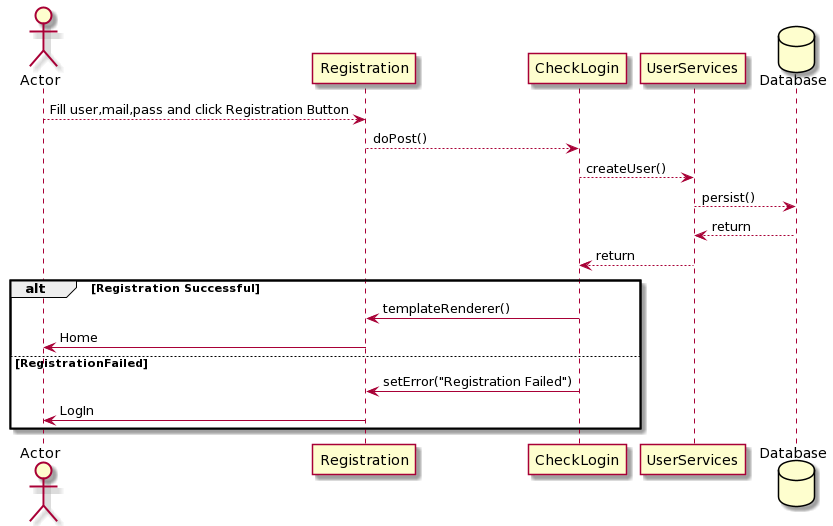 Actor
Registration
CheckLogin
UserServices
Database
Fill user,mail,pass and click Registration Button
doPost()
createUser()
persist()
return
return
alt [Registration Successful]
templateRenderer()
Home
[RegistrationFailed]
setError("Registration Failed")
LogIn
Actor
Registration
CheckLogin
UserServices
Database